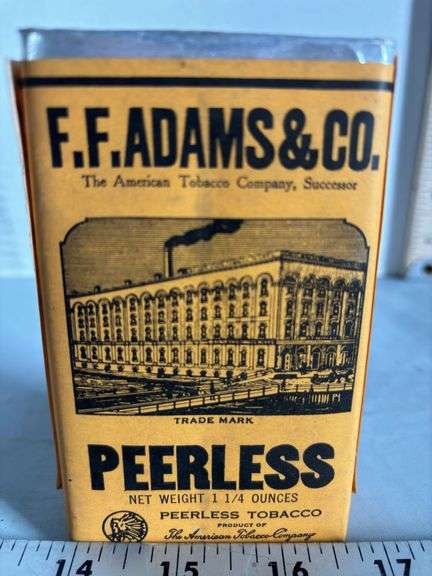 F.F.ADAMS&CO.
The American Tobacco Company, Successor
TRADE MARK
PEERLESS
NET WEIGHT 1 1/4 OUNCES
PEERLESS TOBACCO
PRODUCT OF
The American Tobacco Company
14 15 16 17